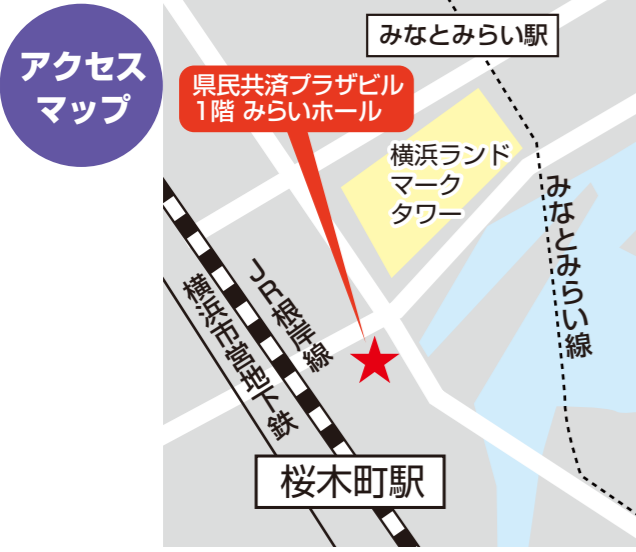 アクセス
マップ
みなとみらい駅
県民共済プラザビル
1階 みらいホール
横浜ランド
マーク
タワー
みなとみらい線
JR根岸線
横浜市営地下鉄
桜木町駅